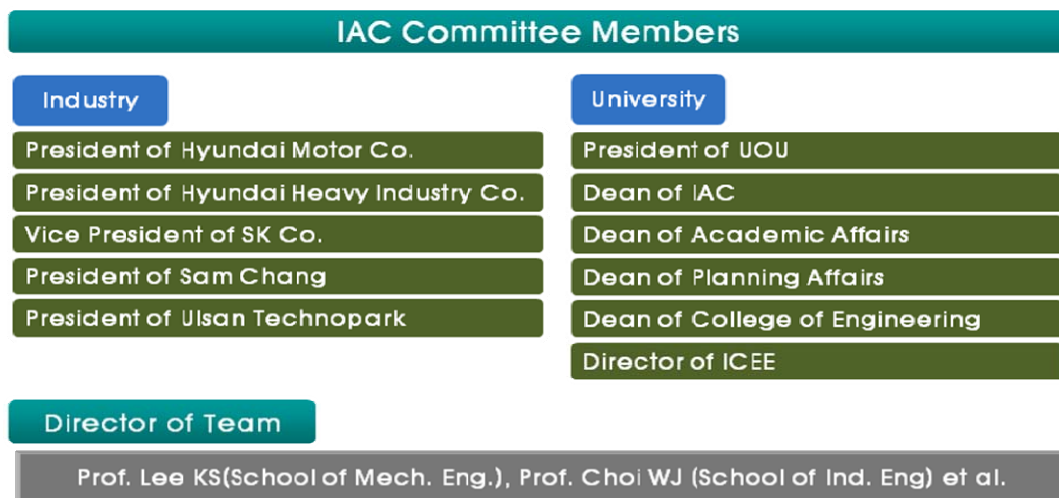 IAC Committee Members
Industry
President of Hyundai Motor Co.
President of Hyundai Heavy Industry Co.
Vice President of SK Co.
President of Sam Chang
President of Ulsan Technopark
University
President of UOU
Dean of IAC
Dean of Academic Affairs
Dean of Planning Affairs
Dean of College of Engineering
Director of ICEE
Director of Team
Prof. Lee KS(School of Mech. Eng.), Prof. Choi WJ (School of Ind. Eng) et al.